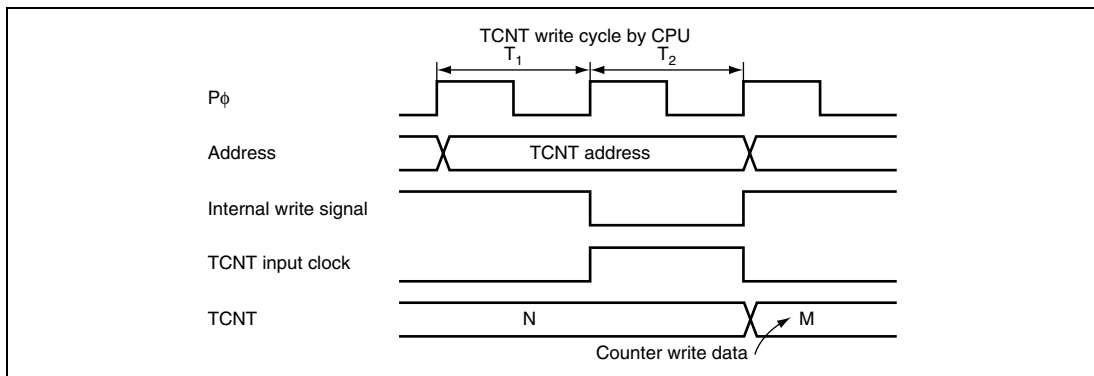 TCNT write cycle by CPU
T1 T2
Pφ
Address TCNT address
Internal write signal
TCNT input clock
TCNT N M
Counter write data